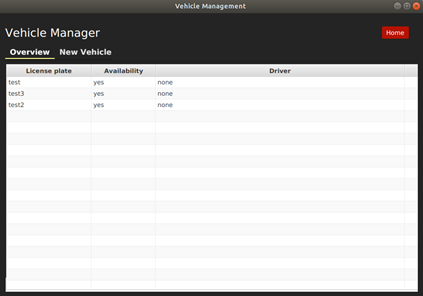 Vehicle Management
Vehicle Manager
Home
Overview New Vehicle
License plate Availability Driver
test yes none
test3 yes none
test2 yes none